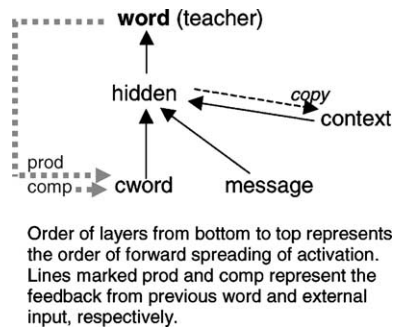 word (teacher)
hidden
copy
context
prod
comp
cword
message
Order of layers from bottom to top represents
the order of forward spreading of activation.
Lines marked prod and comp represent the
feedback from previous word and external
input, respectively.